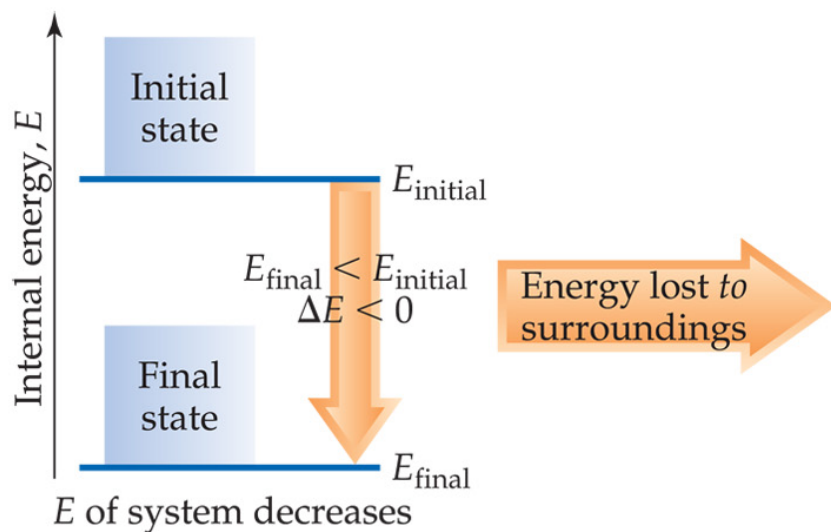 Internal energy, E
Initial
state
E_initial
E_final < E_initial
ΔE < 0
Energy lost to
surroundings
Final
state
E_final
E of system decreases